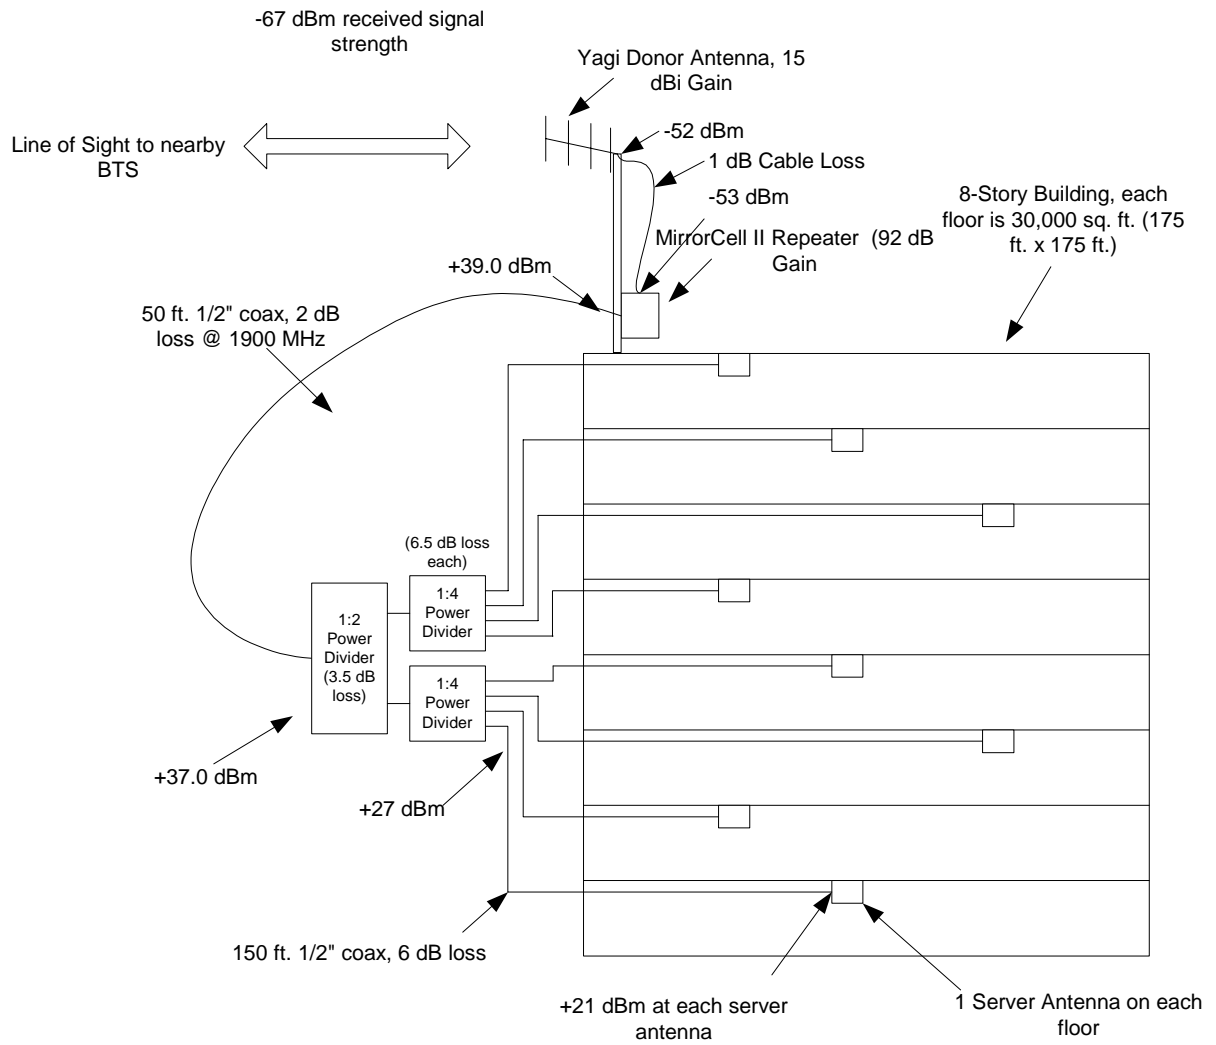 -67 dBm received signal
strength
Yagi Donor Antenna, 15
dBi Gain
Line of Sight to nearby
BTS
-52 dBm
1 dB Cable Loss
-53 dBm
8-Story Building, each
floor is 30,000 sq. ft. (175
ft. x 175 ft.)
MirrorCell II Repeater (92 dB
Gain
+39.0 dBm
50 ft. 1/2" coax, 2 dB
loss @ 1900 MHz
(6.5 dB loss
each)
1:4
Power
Divider
1:2
Power
Divider
(3.5 dB
loss)
1:4
Power
Divider
+37.0 dBm
+27 dBm
150 ft. 1/2" coax, 6 dB loss
+21 dBm at each server
antenna
1 Server Antenna on each
floor